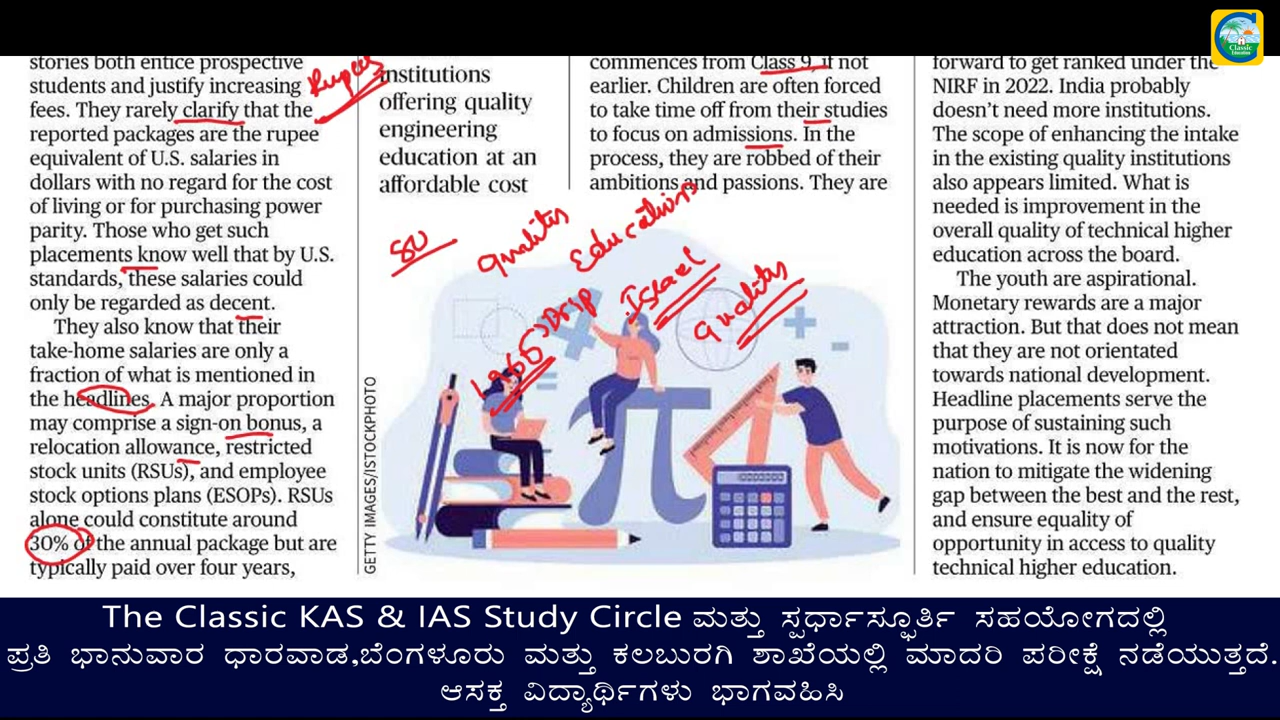 Classic
Education
stories both entice prospective
students and justify increasing
fees. They rarely clarify that the
reported packages are the rupee
equivalent of U.S. salaries in
dollars with no regard for the cost
of living or for purchasing power
parity. Those who get such
placements know well that by U.S.
standards, these salaries could
only be regarded as decent.
They also know that their
take-home salaries are only a
fraction of what is mentioned in
the headlines. A major proportion
may comprise a sign-on bonus, a
relocation allowance, restricted
stock units (RSUs), and employee
stock options plans (ESOPs). RSUs
alone could constitute around
30% of the annual package but are
typically paid over four years,
Rupees
institutions
offering quality
engineering
education at an
affordable cost
commences from Class 9, if not
earlier. Children are often forced
to take time off from their studies
to focus on admissions. In the
process, they are robbed of their
ambitions and passions. They are
80
Quality
Educations
1965
Drip
Israel
Quality
GETTY IMAGES/ISTOCKPHOTO
forward to get ranked under the
NIRF in 2022. India probably
doesn't need more institutions.
The scope of enhancing the intake
in the existing quality institutions
also appears limited. What is
needed is improvement in the
overall quality of technical higher
education across the board.
The youth are aspirational.
Monetary rewards are a major
attraction. But that does not mean
that they are not orientated
towards national development.
Headline placements serve the
purpose of sustaining such
motivations. It is now for the
nation to mitigate the widening
gap between the best and the rest,
and ensure equality of
opportunity in access to quality
technical higher education.
The Classic KAS & IAS Study Circle ಮತ್ತು ಸ್ಪರ್ಧಾಸ್ಫೂರ್ತಿ ಸಹಯೋಗದಲ್ಲಿ
ಪ್ರತಿ ಭಾನುವಾರ ಧಾರವಾಡ,ಬೆಂಗಳೂರು ಮತ್ತು ಕಲಬುರಗಿ ಶಾಖೆಯಲ್ಲಿ ಮಾದರಿ ಪರೀಕ್ಷೆ ನಡೆಯುತ್ತದೆ.
ಆಸಕ್ತ ವಿದ್ಯಾರ್ಥಿಗಳು ಭಾಗವಹಿಸಿ